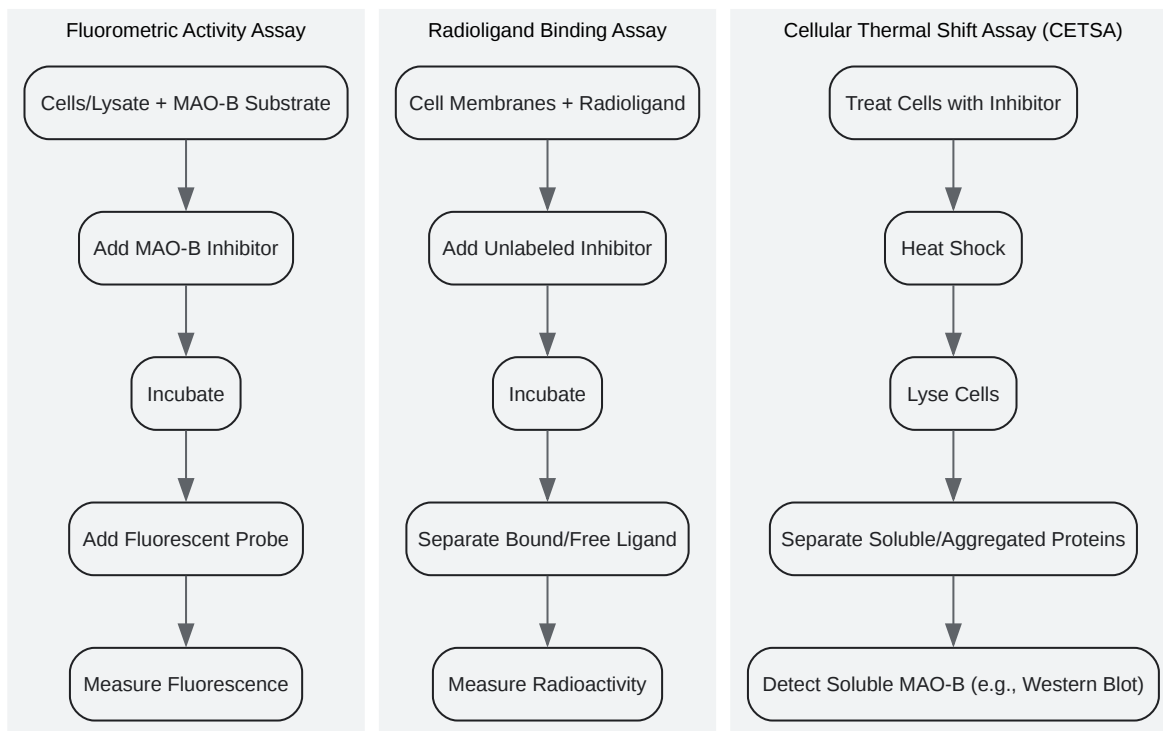 Fluorometric Activity Assay
Cells/Lysate + MAO-B Substrate
Add MAO-B Inhibitor
Incubate
Add Fluorescent Probe
Measure Fluorescence
Radioligand Binding Assay
Cell Membranes + Radioligand
Add Unlabeled Inhibitor
Incubate
Separate Bound/Free Ligand
Measure Radioactivity
Cellular Thermal Shift Assay (CETSA)
Treat Cells with Inhibitor
Heat Shock
Lyse Cells
Separate Soluble/Aggregated Proteins
Detect Soluble MAO-B (e.g., Western Blot)